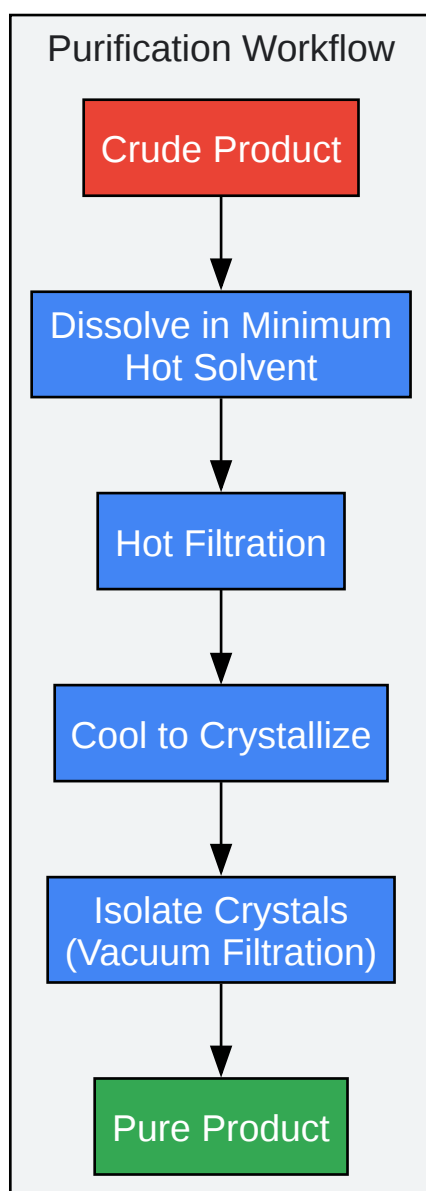 Purification Workflow
Crude Product
Dissolve in Minimum
Hot Solvent
Hot Filtration
Cool to Crystallize
Isolate Crystals
(Vacuum Filtration)
Pure Product